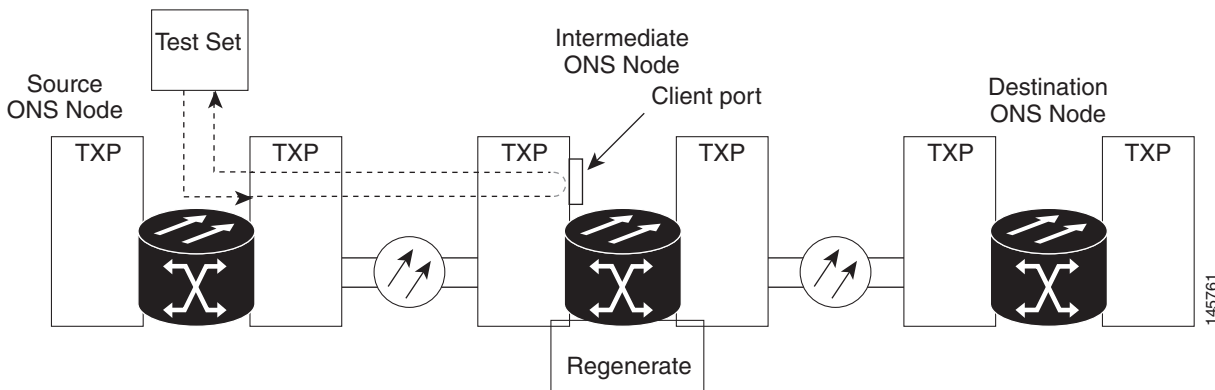 Test Set
Source
ONS Node
Intermediate
ONS Node
Client port
Destination
ONS Node
TXP
TXP
TXP
TXP
TXP
TXP
Regenerate
145761